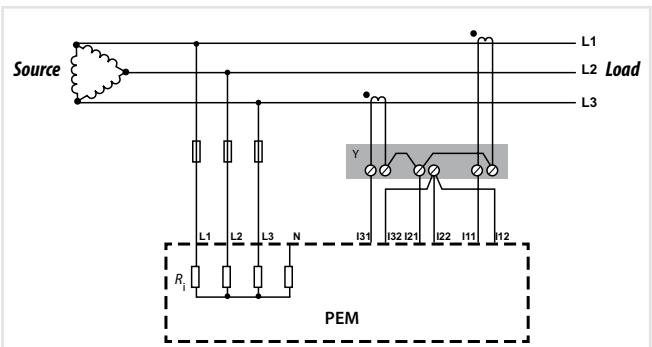 L1
Source
L2 Load
L3
Y
L1 L2 L3 N I31 I32 I21 I22 I11 I12
Ri
PEM